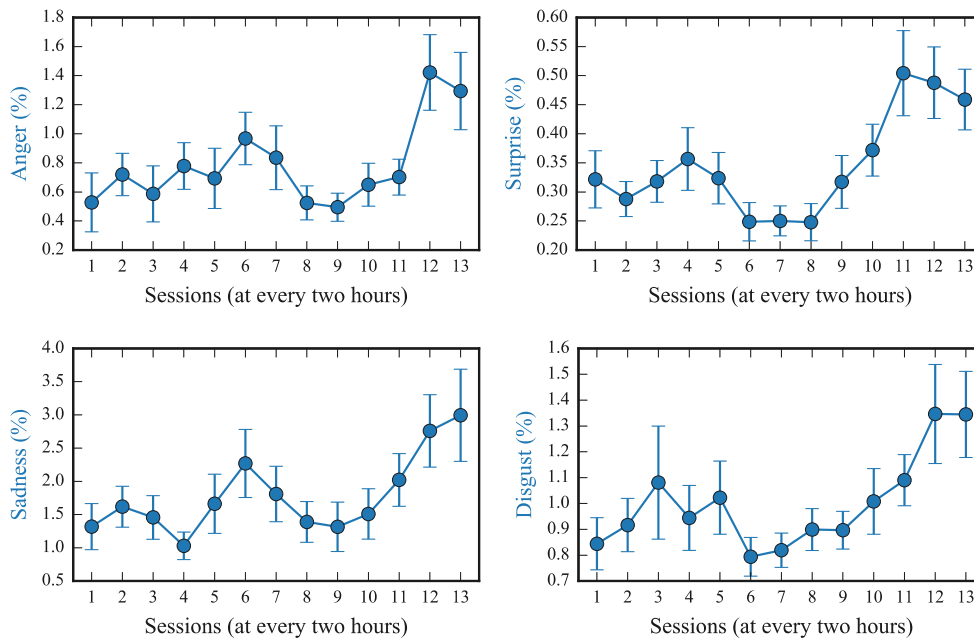 Anger (%)
1.6
1.4
1.2
1.0
0.8
0.6
0.4
0.2
1 2 3 4 5 6 7 8 9 10 11 12 13
Sessions (at every two hours)
Surprise (%)
0.60
0.55
0.50
0.45
0.40
0.35
0.30
0.25
0.20
1 2 3 4 5 6 7 8 9 10 11 12 13
Sessions (at every two hours)
Sadness (%)
4.0
3.5
3.0
2.5
2.0
1.5
1.0
0.5
1 2 3 4 5 6 7 8 9 10 11 12 13
Sessions (at every two hours)
Disgust (%)
1.6
1.5
1.4
1.3
1.2
1.1
1.0
0.9
0.8
0.7
1 2 3 4 5 6 7 8 9 10 11 12 13
Sessions (at every two hours)